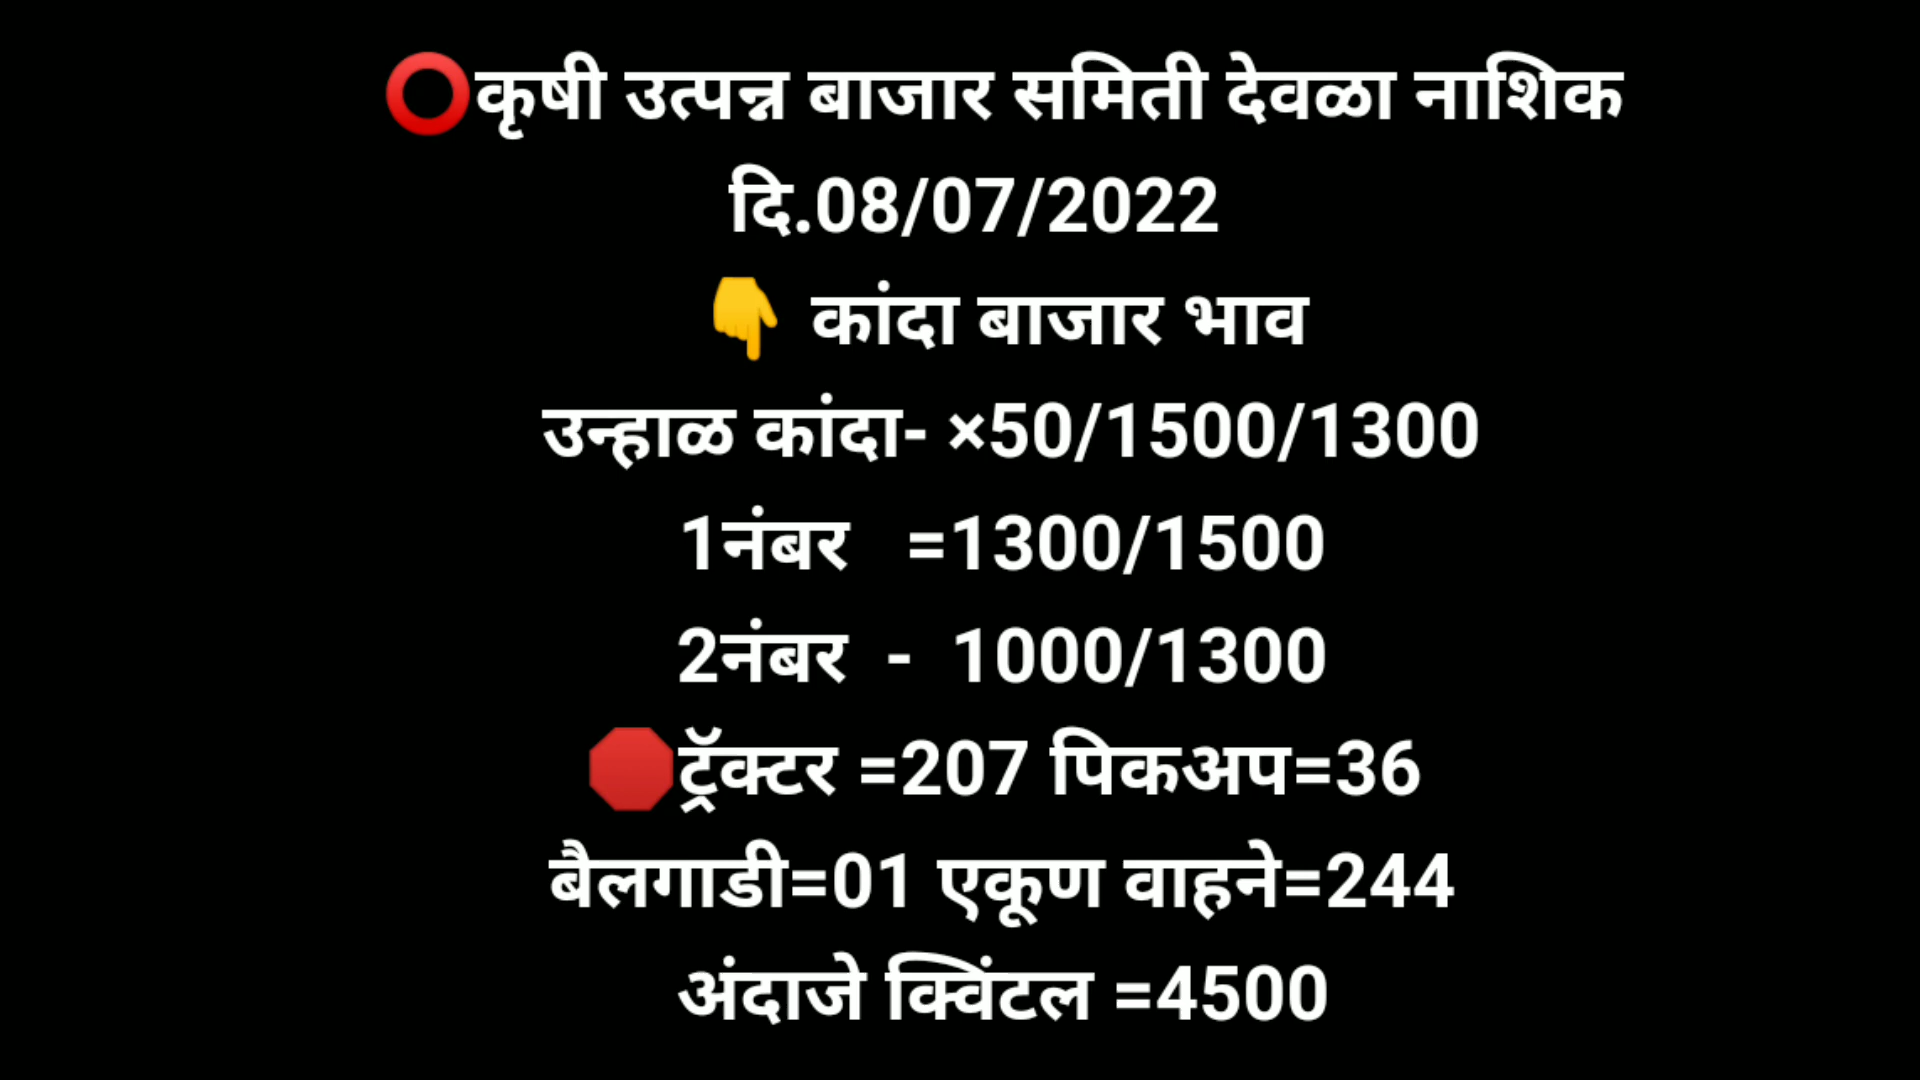 ⭕कृषी उत्पन्न बाजार समिती देवळा नाशिक
दि.08/07/2022
👇 कांदा बाजार भाव
उन्हाळ कांदा- ×50/1500/1300
1नंबर   =1300/1500
2नंबर  -  1000/1300
🛑ट्रॅक्टर =207 पिकअप=36
बैलगाडी=01 एकूण वाहने=244
अंदाजे क्विंटल =4500